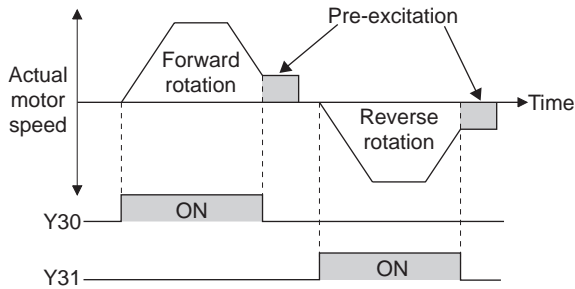 Pre-excitation
Forward
rotation
Actual
motor
speed
Time
Reverse
rotation
Y30
ON
Y31
ON